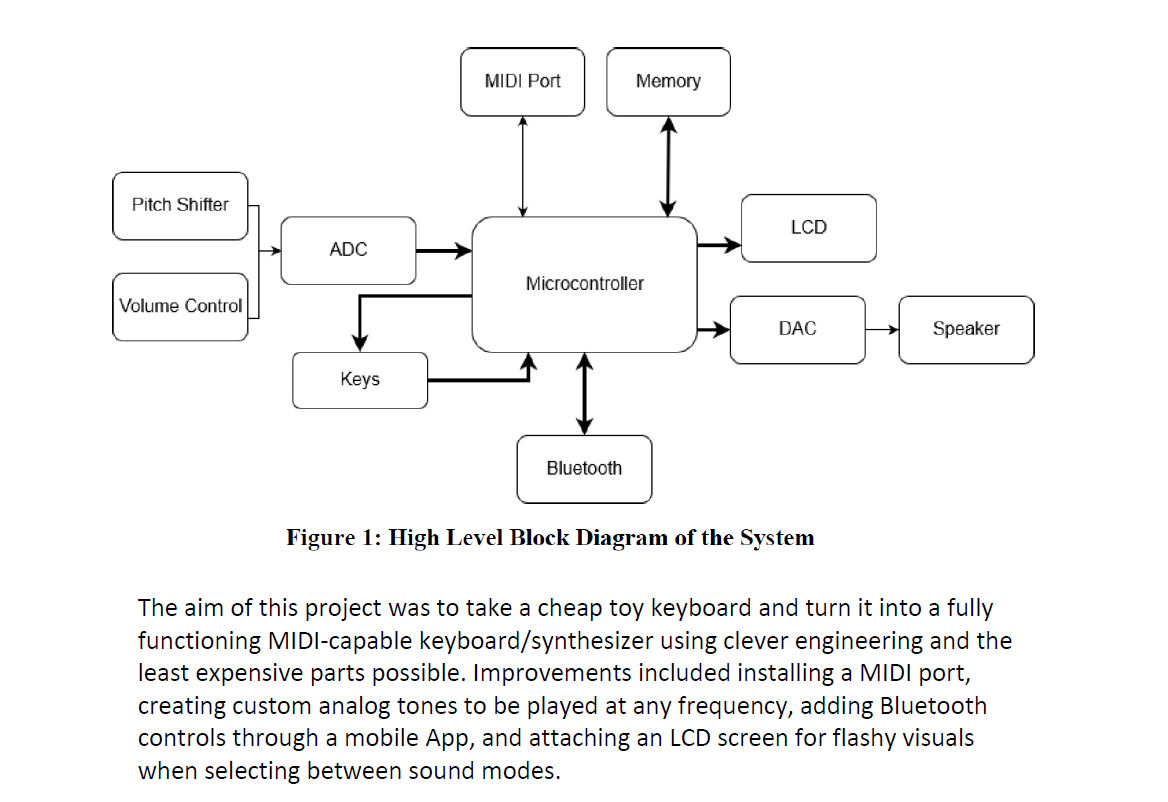 MIDI Port
Memory
Pitch Shifter
LCD
ADC
Microcontroller
Volume Control
DAC
Speaker
Keys
Bluetooth
Figure 1: High Level Block Diagram of the System
The aim of this project was to take a cheap toy keyboard and turn it into a fully
functioning MIDI-capable keyboard/synthesizer using clever engineering and the
least expensive parts possible. Improvements included installing a MIDI port,
creating custom analog tones to be played at any frequency, adding Bluetooth
controls through a mobile App, and attaching an LCD screen for flashy visuals
when selecting between sound modes.